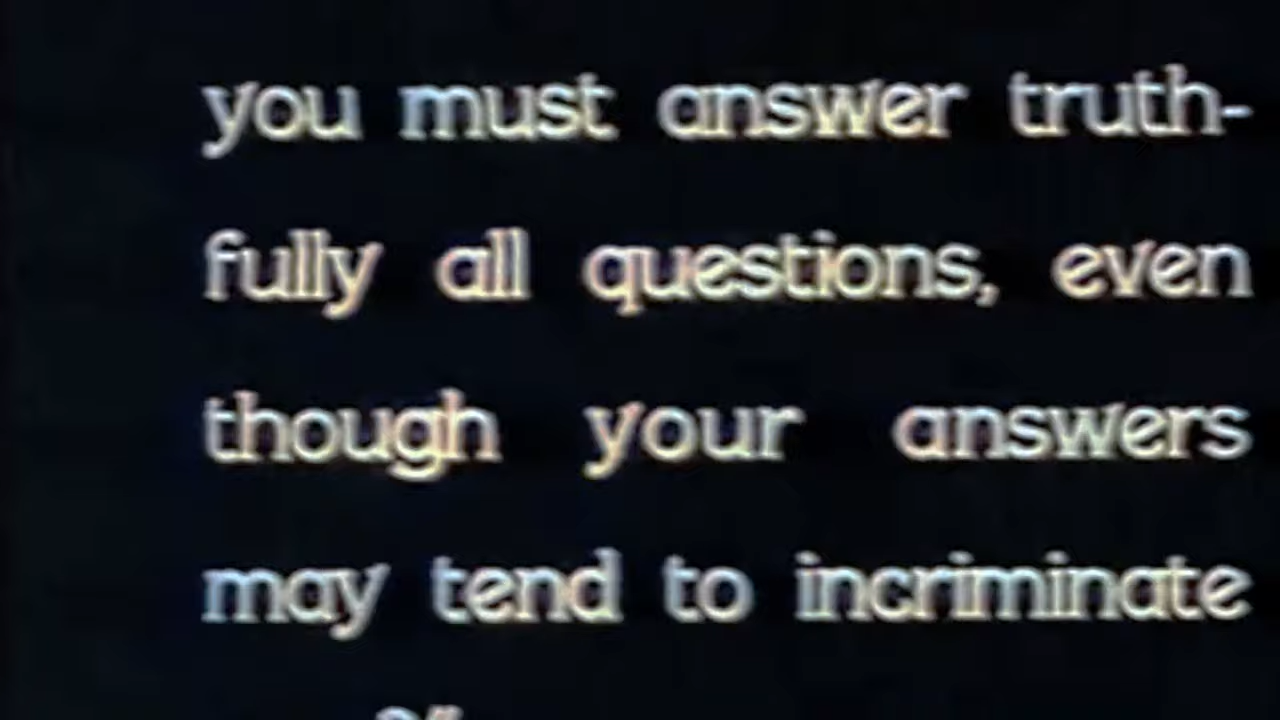 you must answer truth-
fully all questions, even
though your answers
may tend to incriminate